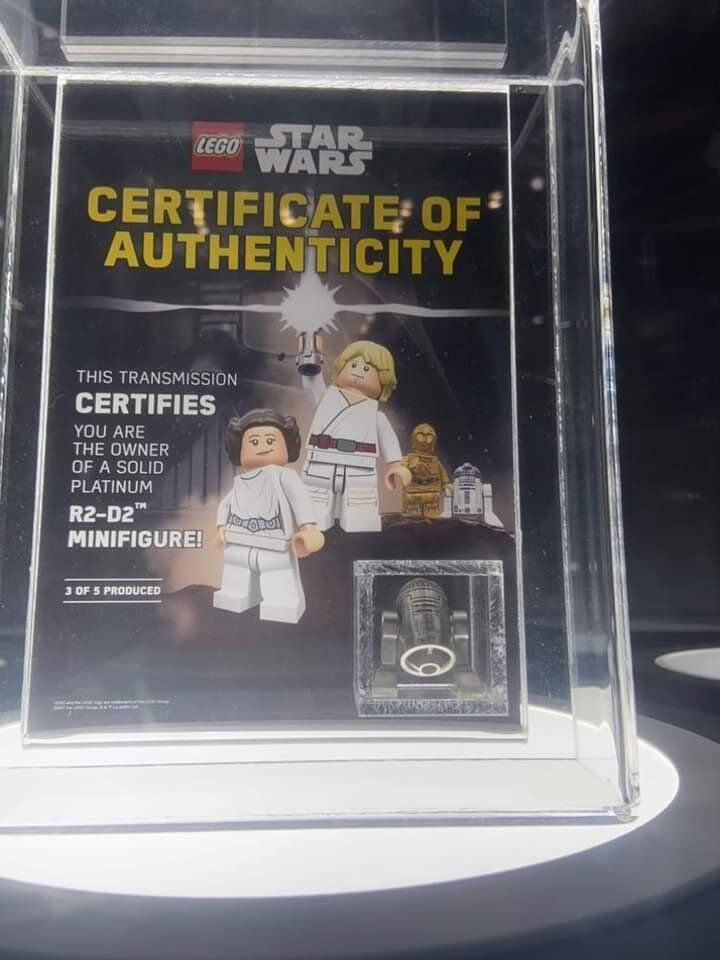 LEGO STAR
WARS
CERTIFICATE OF
AUTHENTICITY
THIS TRANSMISSION
CERTIFIES
YOU ARE
THE OWNER
OF A SOLID
PLATINUM
R2-D2™
MINIFIGURE!
3 OF 5 PRODUCED